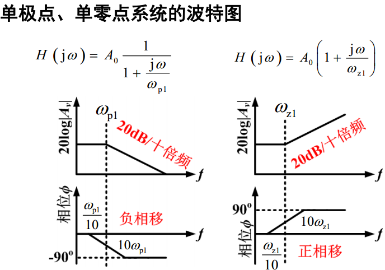 单极点、单零点系统的波特图
H(jω) = A₀ 1/(1 + jω/ω_p1)
H(jω) = A₀(1 + jω/ω_z1)
20log|Aᵥ|
ω_p1
20dB/十倍频
f
20log|Aᵥ|
ω_z1
20dB/十倍频
f
相位ϕ
ω_p1/10
负相移
10ω_p1
-90°
f
相位ϕ
90°
10ω_z1
ω_z1/10
正相移
f